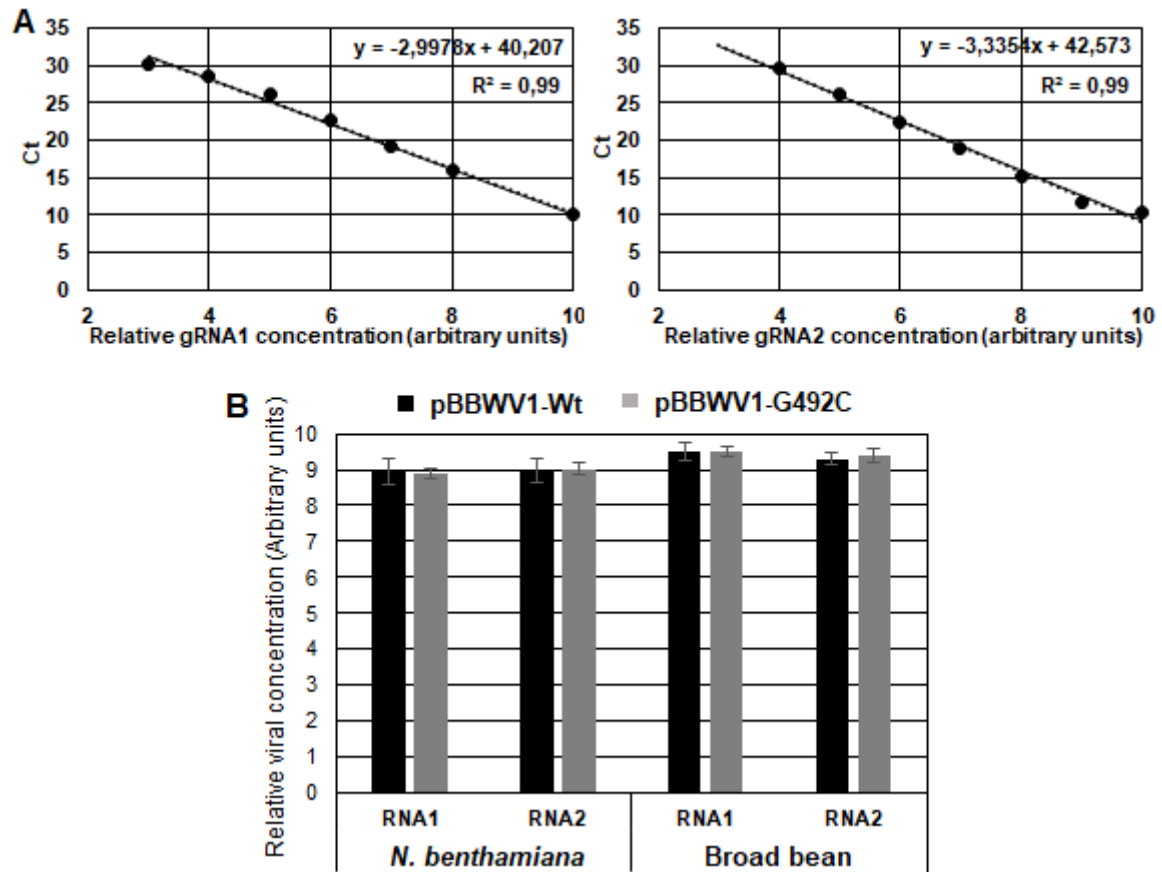 A
35
30
25
20
15
10
5
0
Ct
y = -2,9978x + 40,207
R² = 0,99
2 4 6 8 10
Relative gRNA1 concentration (arbitrary units)
35
30
25
20
15
10
5
0
Ct
y = -3,3354x + 42,573
R² = 0,99
2 4 6 8 10
Relative gRNA2 concentration (arbitrary units)
B
pBBWV1-Wt pBBWV1-G492C
Relative viral concentration (Arbitrary units)
10
9
8
7
6
5
4
3
2
1
0
RNA1 RNA2 RNA1 RNA2
N. benthamiana Broad bean